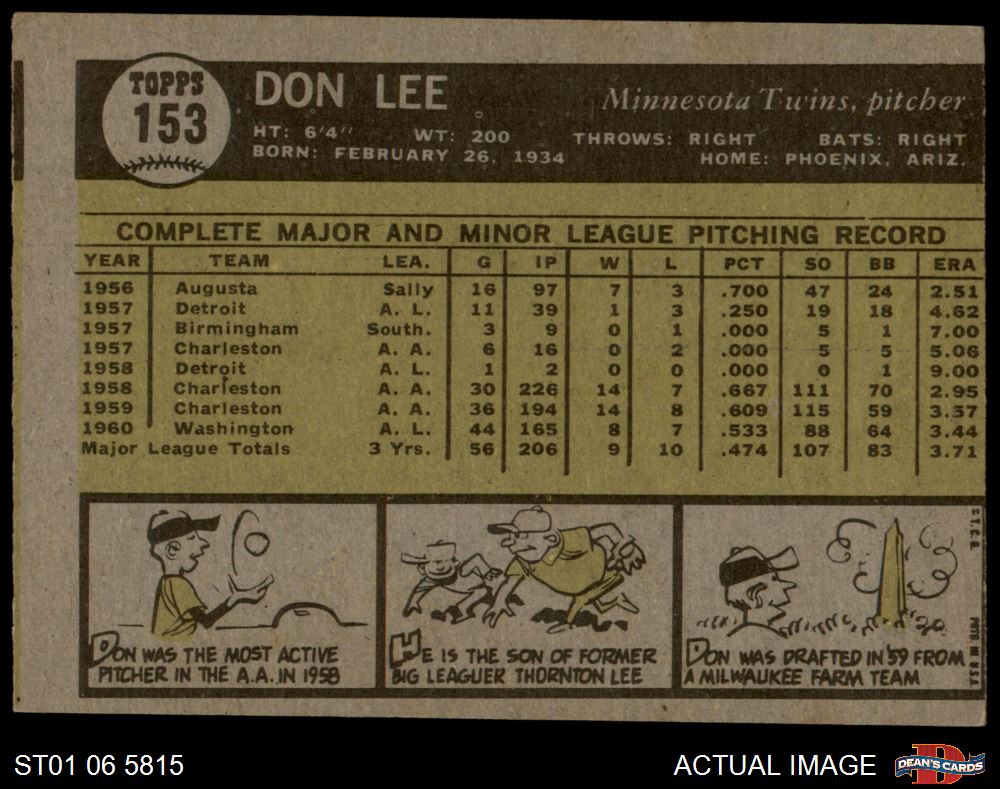 TOPPS
153
DON LEE
Minnesota Twins, pitcher
HT: 6'4" WT: 200 THROWS: RIGHT BATS: RIGHT
BORN: FEBRUARY 26, 1934 HOME: PHOENIX, ARIZ.
COMPLETE MAJOR AND MINOR LEAGUE PITCHING RECORD
YEAR TEAM LEA. G IP W L PCT SO BB ERA
1956 Augusta Sally 16 97 7 3 .700 47 24 2.51
1957 Detroit A. L. 11 39 1 3 .250 19 18 4.62
1957 Birmingham South. 3 9 0 1 .000 5 1 7.00
1957 Charleston A. A. 6 16 0 2 .000 5 5 5.06
1958 Detroit A. L. 1 2 0 0 .000 0 1 9.00
1958 Charleston A. A. 30 226 14 7 .667 111 70 2.95
1959 Charleston A. A. 36 194 14 8 .609 115 59 3.57
1960 Washington A. L. 44 165 8 7 .533 88 64 3.44
Major League Totals 3 Yrs. 56 206 9 10 .474 107 83 3.71
DON WAS THE MOST ACTIVE
PITCHER IN THE A.A. IN 1958
HE IS THE SON OF FORMER
BIG LEAGUER THORNTON LEE
DON WAS DRAFTED IN '59 FROM
A MILWAUKEE FARM TEAM
© T.C.G. PRTD. IN U.S.A.
ST01 06 5815
ACTUAL IMAGE
DEAN'S CARDS